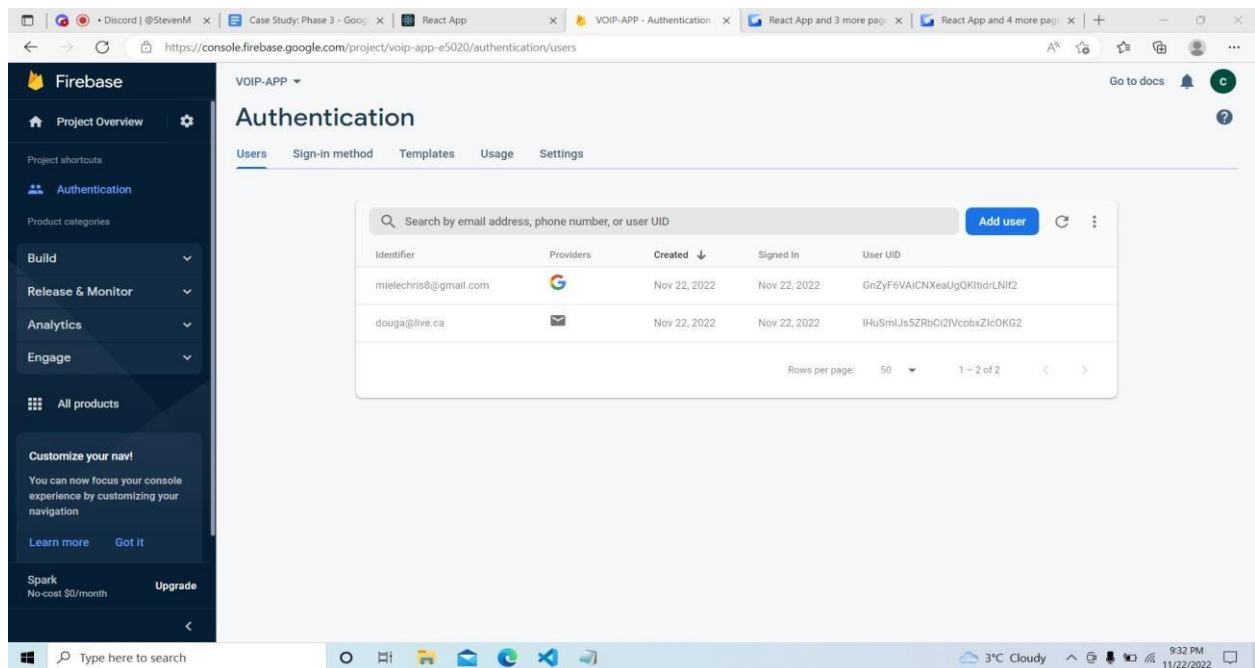 Discord | @StevenM
Case Study: Phase 3 - Goog
React App
VOIP-APP - Authentication
React App and 3 more pag
React App and 4 more pag
https://console.firebase.google.com/project/voip-app-e5020/authentication/users
Firebase
VOIP-APP
Go to docs
C
Project Overview
Authentication
Users Sign-in method Templates Usage Settings
Project shortcuts
Authentication
Product categories
Build
Release & Monitor
Analytics
Engage
All products
Customize your nav!
You can now focus your console
experience by customizing your
navigation
Learn more Got it
Spark
No-cost $0/month
Upgrade
Search by email address, phone number, or user UID
Add user
Identifier Providers Created Signed In User UID
mielechris8@gmail.com Nov 22, 2022 Nov 22, 2022
douga@live.ca Nov 22, 2022 Nov 22, 2022
Rows per page: 50 1 – 2 of 2
Type here to search
3°C Cloudy
9:32 PM
11/22/2022